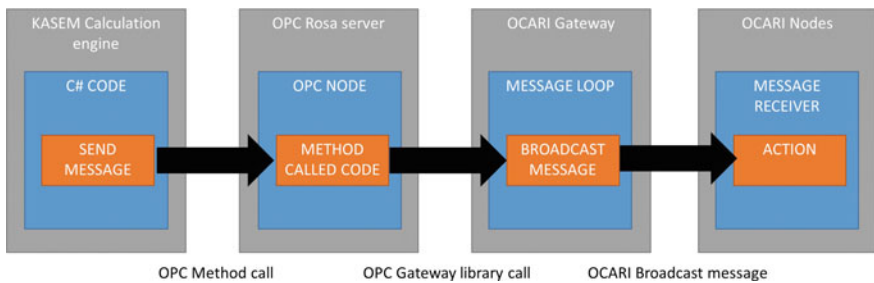 KASEM Calculation
engine
C# CODE
SEND
MESSAGE
OPC Rosa server
OPC NODE
METHOD
CALLED CODE
OCARI Gateway
MESSAGE LOOP
BROADCAST
MESSAGE
OCARI Nodes
MESSAGE
RECEIVER
ACTION
OPC Method call
OPC Gateway library call
OCARI Broadcast message